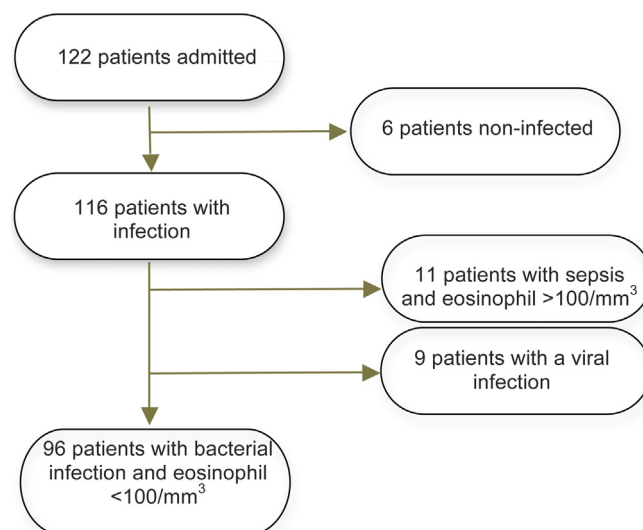 122 patients admitted
6 patients non-infected
116 patients with
infection
11 patients with sepsis
and eosinophil >100/mm³
9 patients with a viral
infection
96 patients with bacterial
infection and eosinophil
<100/mm³